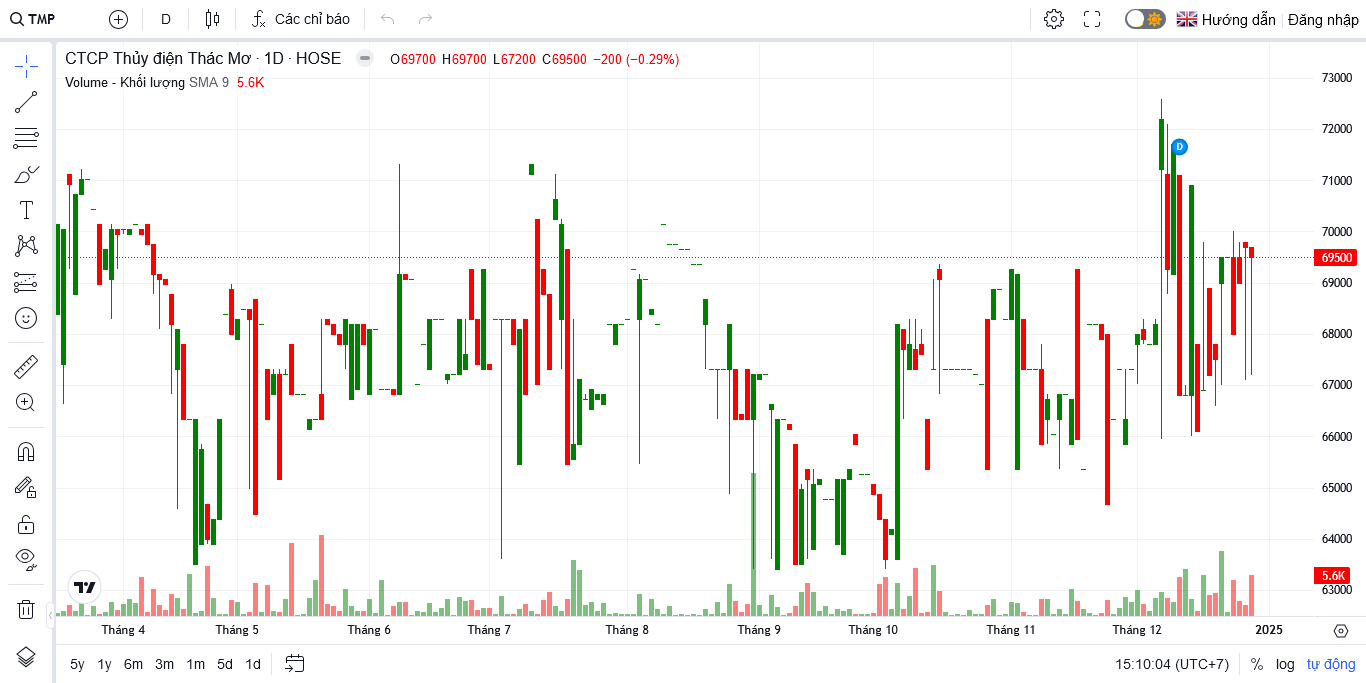 TMP D Các chỉ báo Hướng dẫn Đăng nhập
CTCP Thủy điện Thác Mơ · 1D · HOSE O69700 H69700 L67200 C69500 −200 (−0.29%)
Volume - Khối lượng SMA 9 5.6K
73000
72000
D
71000
70000
69500
69000
68000
67000
66000
65000
64000
5.6K
63000
Tháng 4 Tháng 5 Tháng 6 Tháng 7 Tháng 8 Tháng 9 Tháng 10 Tháng 11 Tháng 12 2025
5y 1y 6m 3m 1m 5d 1d 15:10:04 (UTC+7) % log tự động